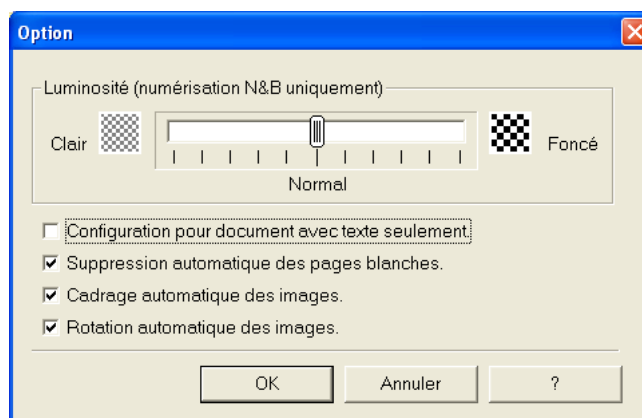 Option
Luminosité (numérisation N&B uniquement)
Clair
Foncé
Normal
Configuration pour document avec texte seulement.
Suppression automatique des pages blanches.
Cadrage automatique des images.
Rotation automatique des images.
OK Annuler ?